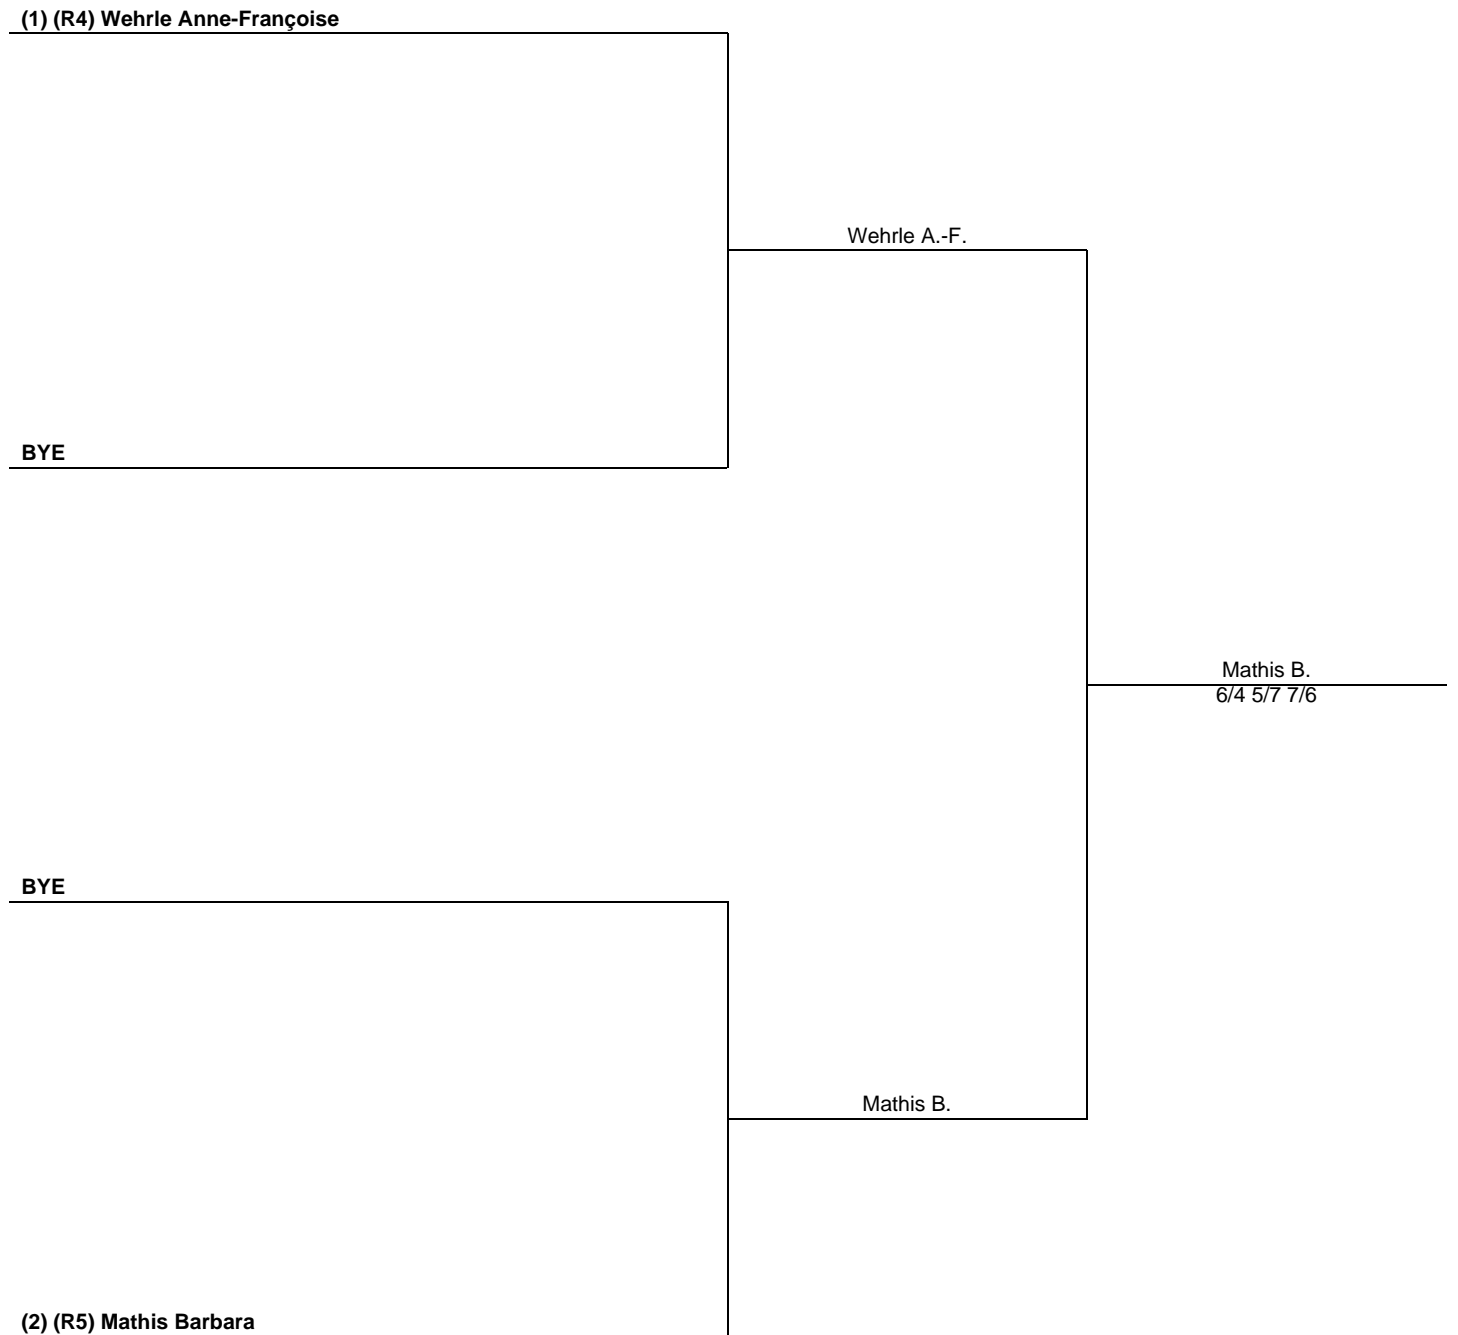 (1) (R4) Wehrle Anne-Françoise
Wehrle A.-F.
BYE
Mathis B.
6/4 5/7 7/6
BYE
Mathis B.
(2) (R5) Mathis Barbara